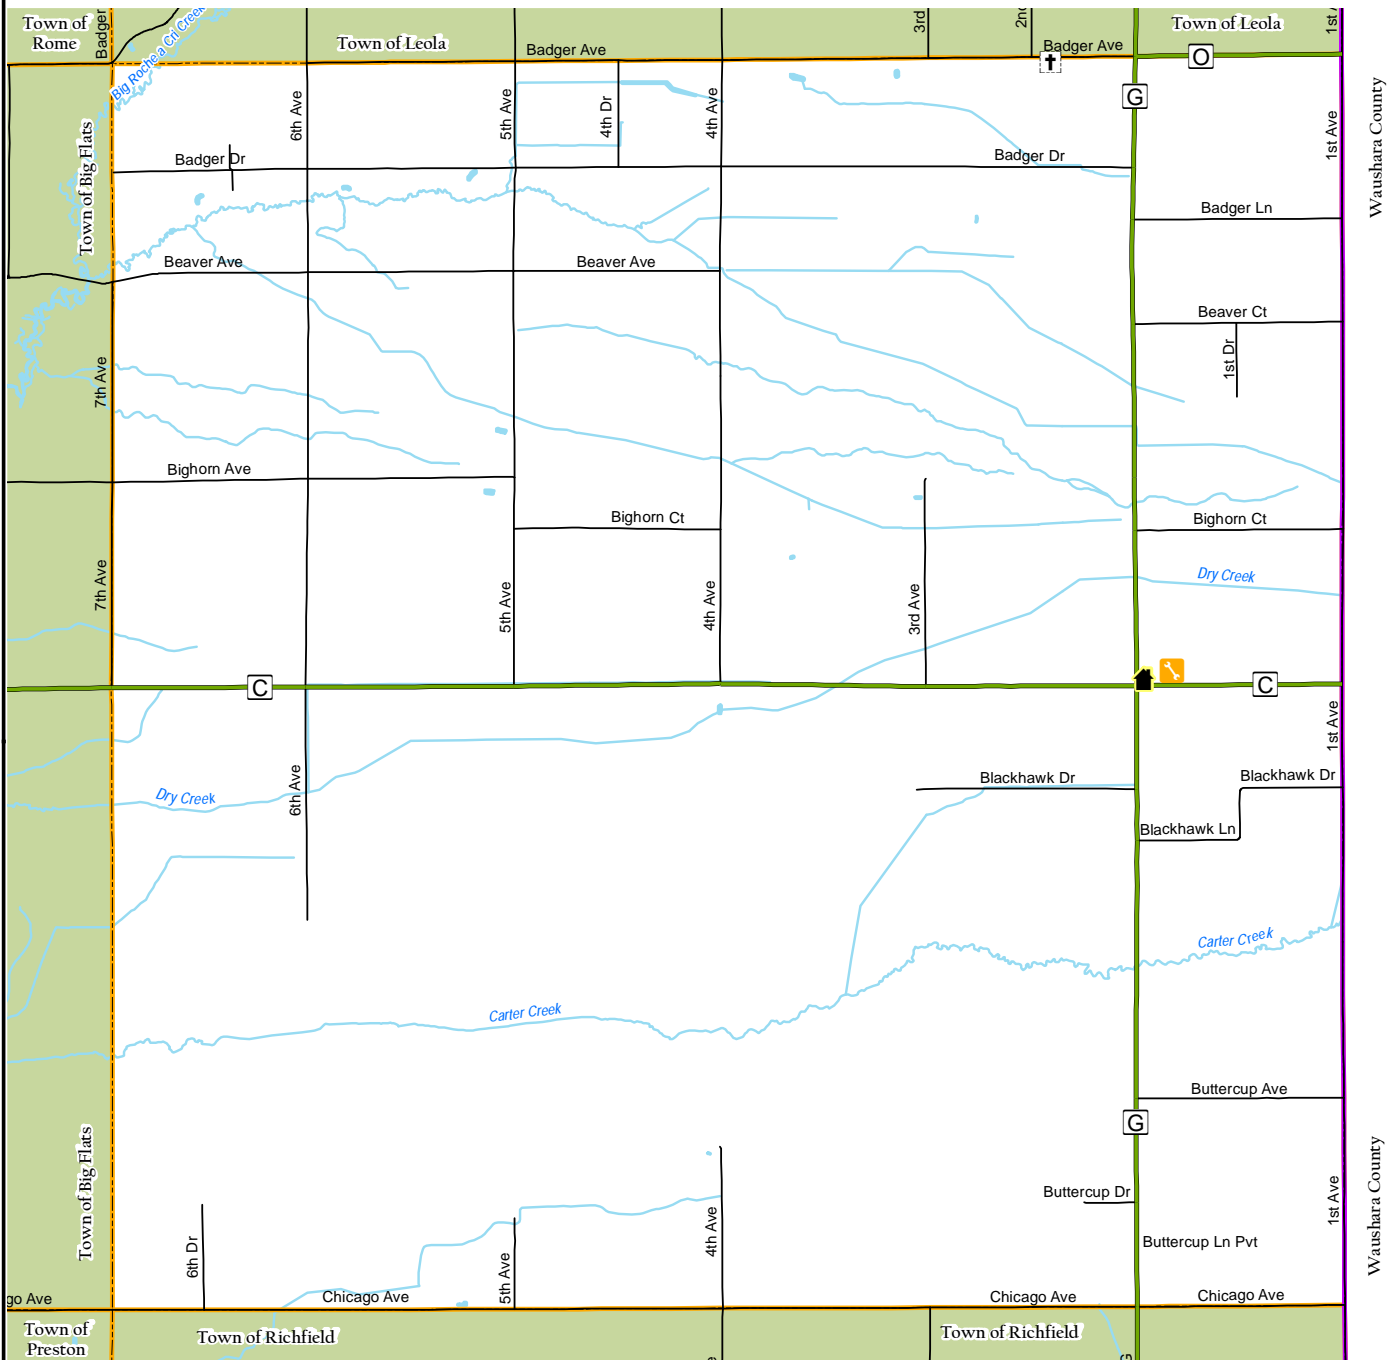 Town of
Rome
Badger
Big Roche a Cri Creek
Town of Leola
Badger Ave
3rd
2nd
Badger Ave
Town of Leola
1st
O
G
Town of Big Flats
6th Ave
5th Ave
4th Dr
4th Ave
1st Ave
Waushara County
Badger Dr
Badger Dr
Badger Ln
Beaver Ave
Beaver Ave
Beaver Ct
1st Dr
7th Ave
Bighorn Ave
Bighorn Ct
Bighorn Ct
7th Ave
5th Ave
4th Ave
3rd Ave
Dry Creek
C
C
1st Ave
6th Ave
Dry Creek
Blackhawk Dr
Blackhawk Dr
Blackhawk Ln
Carter Creek
Carter Creek
Buttercup Ave
G
Town of Big Flats
Buttercup Dr
1st Ave
Waushara County
6th Dr
5th Ave
4th Ave
Buttercup Ln Pvt
go Ave
Chicago Ave
Chicago Ave
Chicago Ave
Town of
Preston
Town of Richfield
Town of Richfield